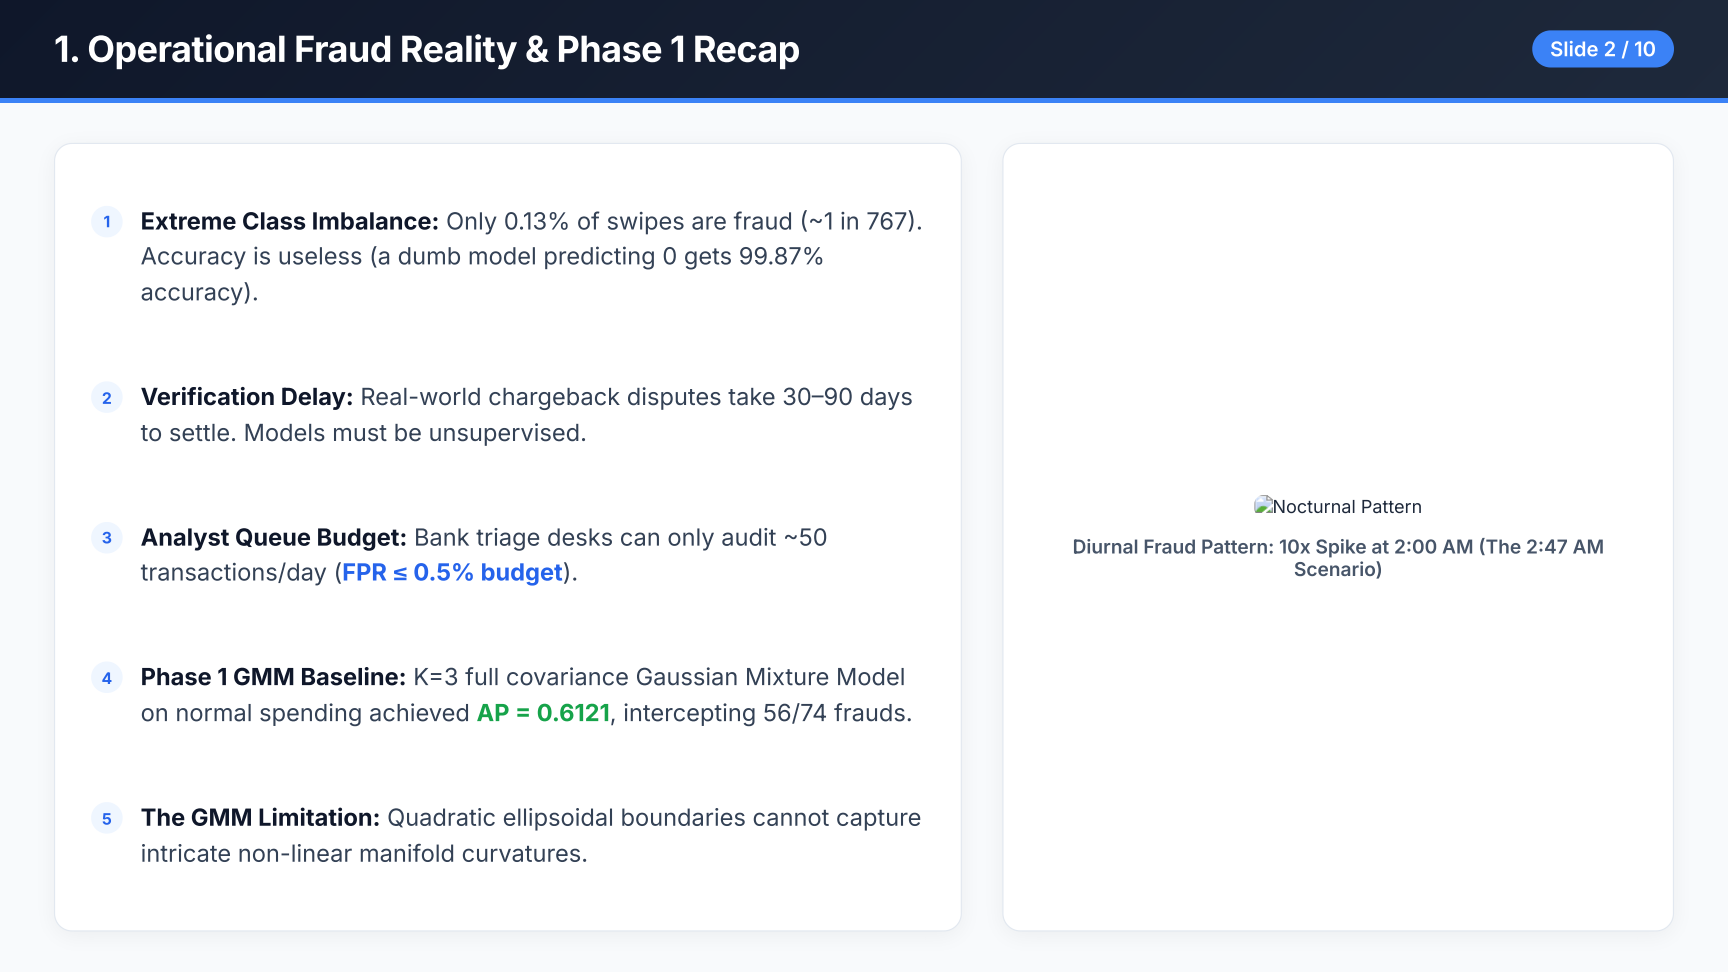 1. Operational Fraud Reality & Phase 1 Recap
Slide 2 / 10
1
Extreme Class Imbalance: Only 0.13% of swipes are fraud (~1 in 767).
Accuracy is useless (a dumb model predicting 0 gets 99.87%
accuracy).
2
Verification Delay: Real-world chargeback disputes take 30–90 days
to settle. Models must be unsupervised.
3
Analyst Queue Budget: Bank triage desks can only audit ~50
transactions/day (FPR ≤ 0.5% budget).
4
Phase 1 GMM Baseline: K=3 full covariance Gaussian Mixture Model
on normal spending achieved AP = 0.6121, intercepting 56/74 frauds.
5
The GMM Limitation: Quadratic ellipsoidal boundaries cannot capture
intricate non-linear manifold curvatures.
Nocturnal Pattern
Diurnal Fraud Pattern: 10x Spike at 2:00 AM (The 2:47 AM
Scenario)